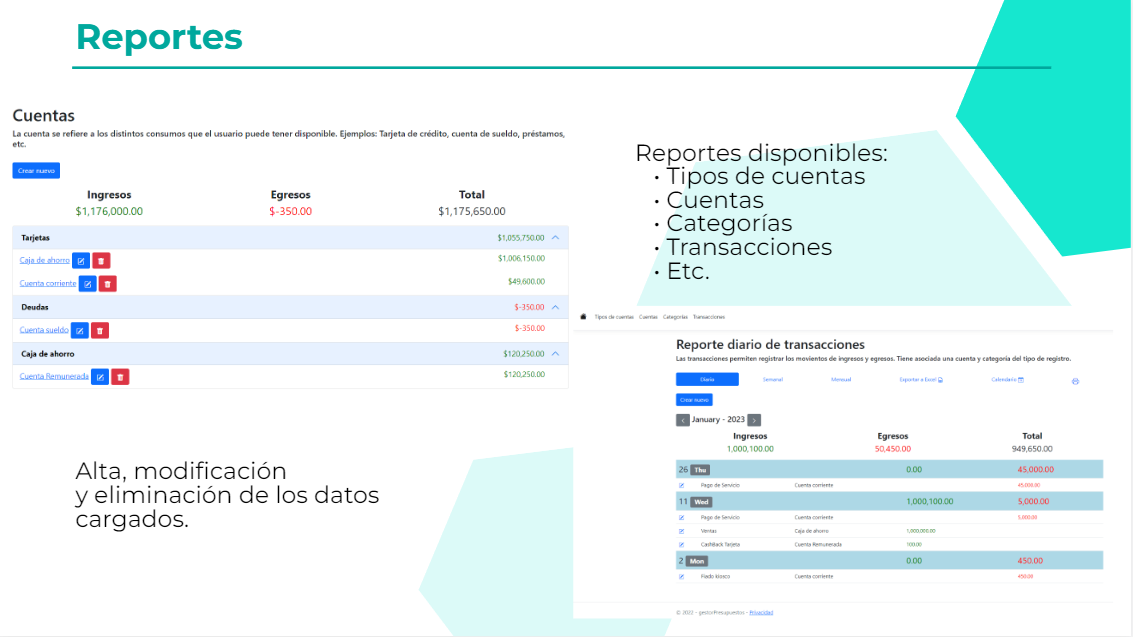 Reportes
Cuentas
La cuenta se refiere a los distintos consumos que el usuario puede tener disponible. Ejemplos: Tarjeta de crédito, cuenta de sueldo, préstamos,
etc.
Crear nuevo
Ingresos Egresos Total
$1,176,000.00 $-350.00 $1,175,650.00
Tarjetas $1,055,750.00
Caja de ahorro $1,006,150.00
Cuenta corriente $49,600.00
Deudas $-350.00
Cuenta sueldo $-350.00
Caja de ahorro $120,250.00
Cuenta Remunerada $120,250.00
Alta, modificación
y eliminación de los datos
cargados.
Reportes disponibles:
• Tipos de cuentas
• Cuentas
• Categorías
• Transacciones
• Etc.
Tipos de cuentas Cuentas Categorías Transacciones
Reporte diario de transacciones
Las transacciones permiten registrar los movientos de ingresos y egresos. Tiene asociada una cuenta y categoría del tipo de registro.
Diario Semanal Mensual Exportar a Excel Calendario
Crear nuevo
< January - 2023 >
Ingresos Egresos Total
1,000,100.00 50,450.00 949,650.00
26 Thu 0.00 45,000.00
Pago de Servicio Cuenta corriente 45,000.00
11 Wed 1,000,100.00 5,000.00
Pago de Servicio Cuenta corriente 5,000.00
Ventas Caja de ahorro 1,000,000.00
CashBack Tarjeta Cuenta Remunerada 100.00
2 Mon 0.00 450.00
Fiado kiosco Cuenta corriente 450.00
© 2022 - gestorPresupuestos - Privacidad